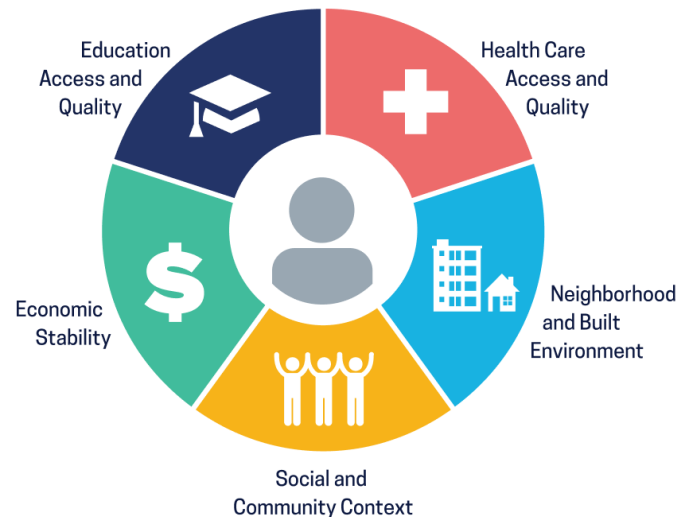 Education
Access and
Quality
Health Care
Access and
Quality
Economic
Stability
Neighborhood
and Built
Environment
Social and
Community Context